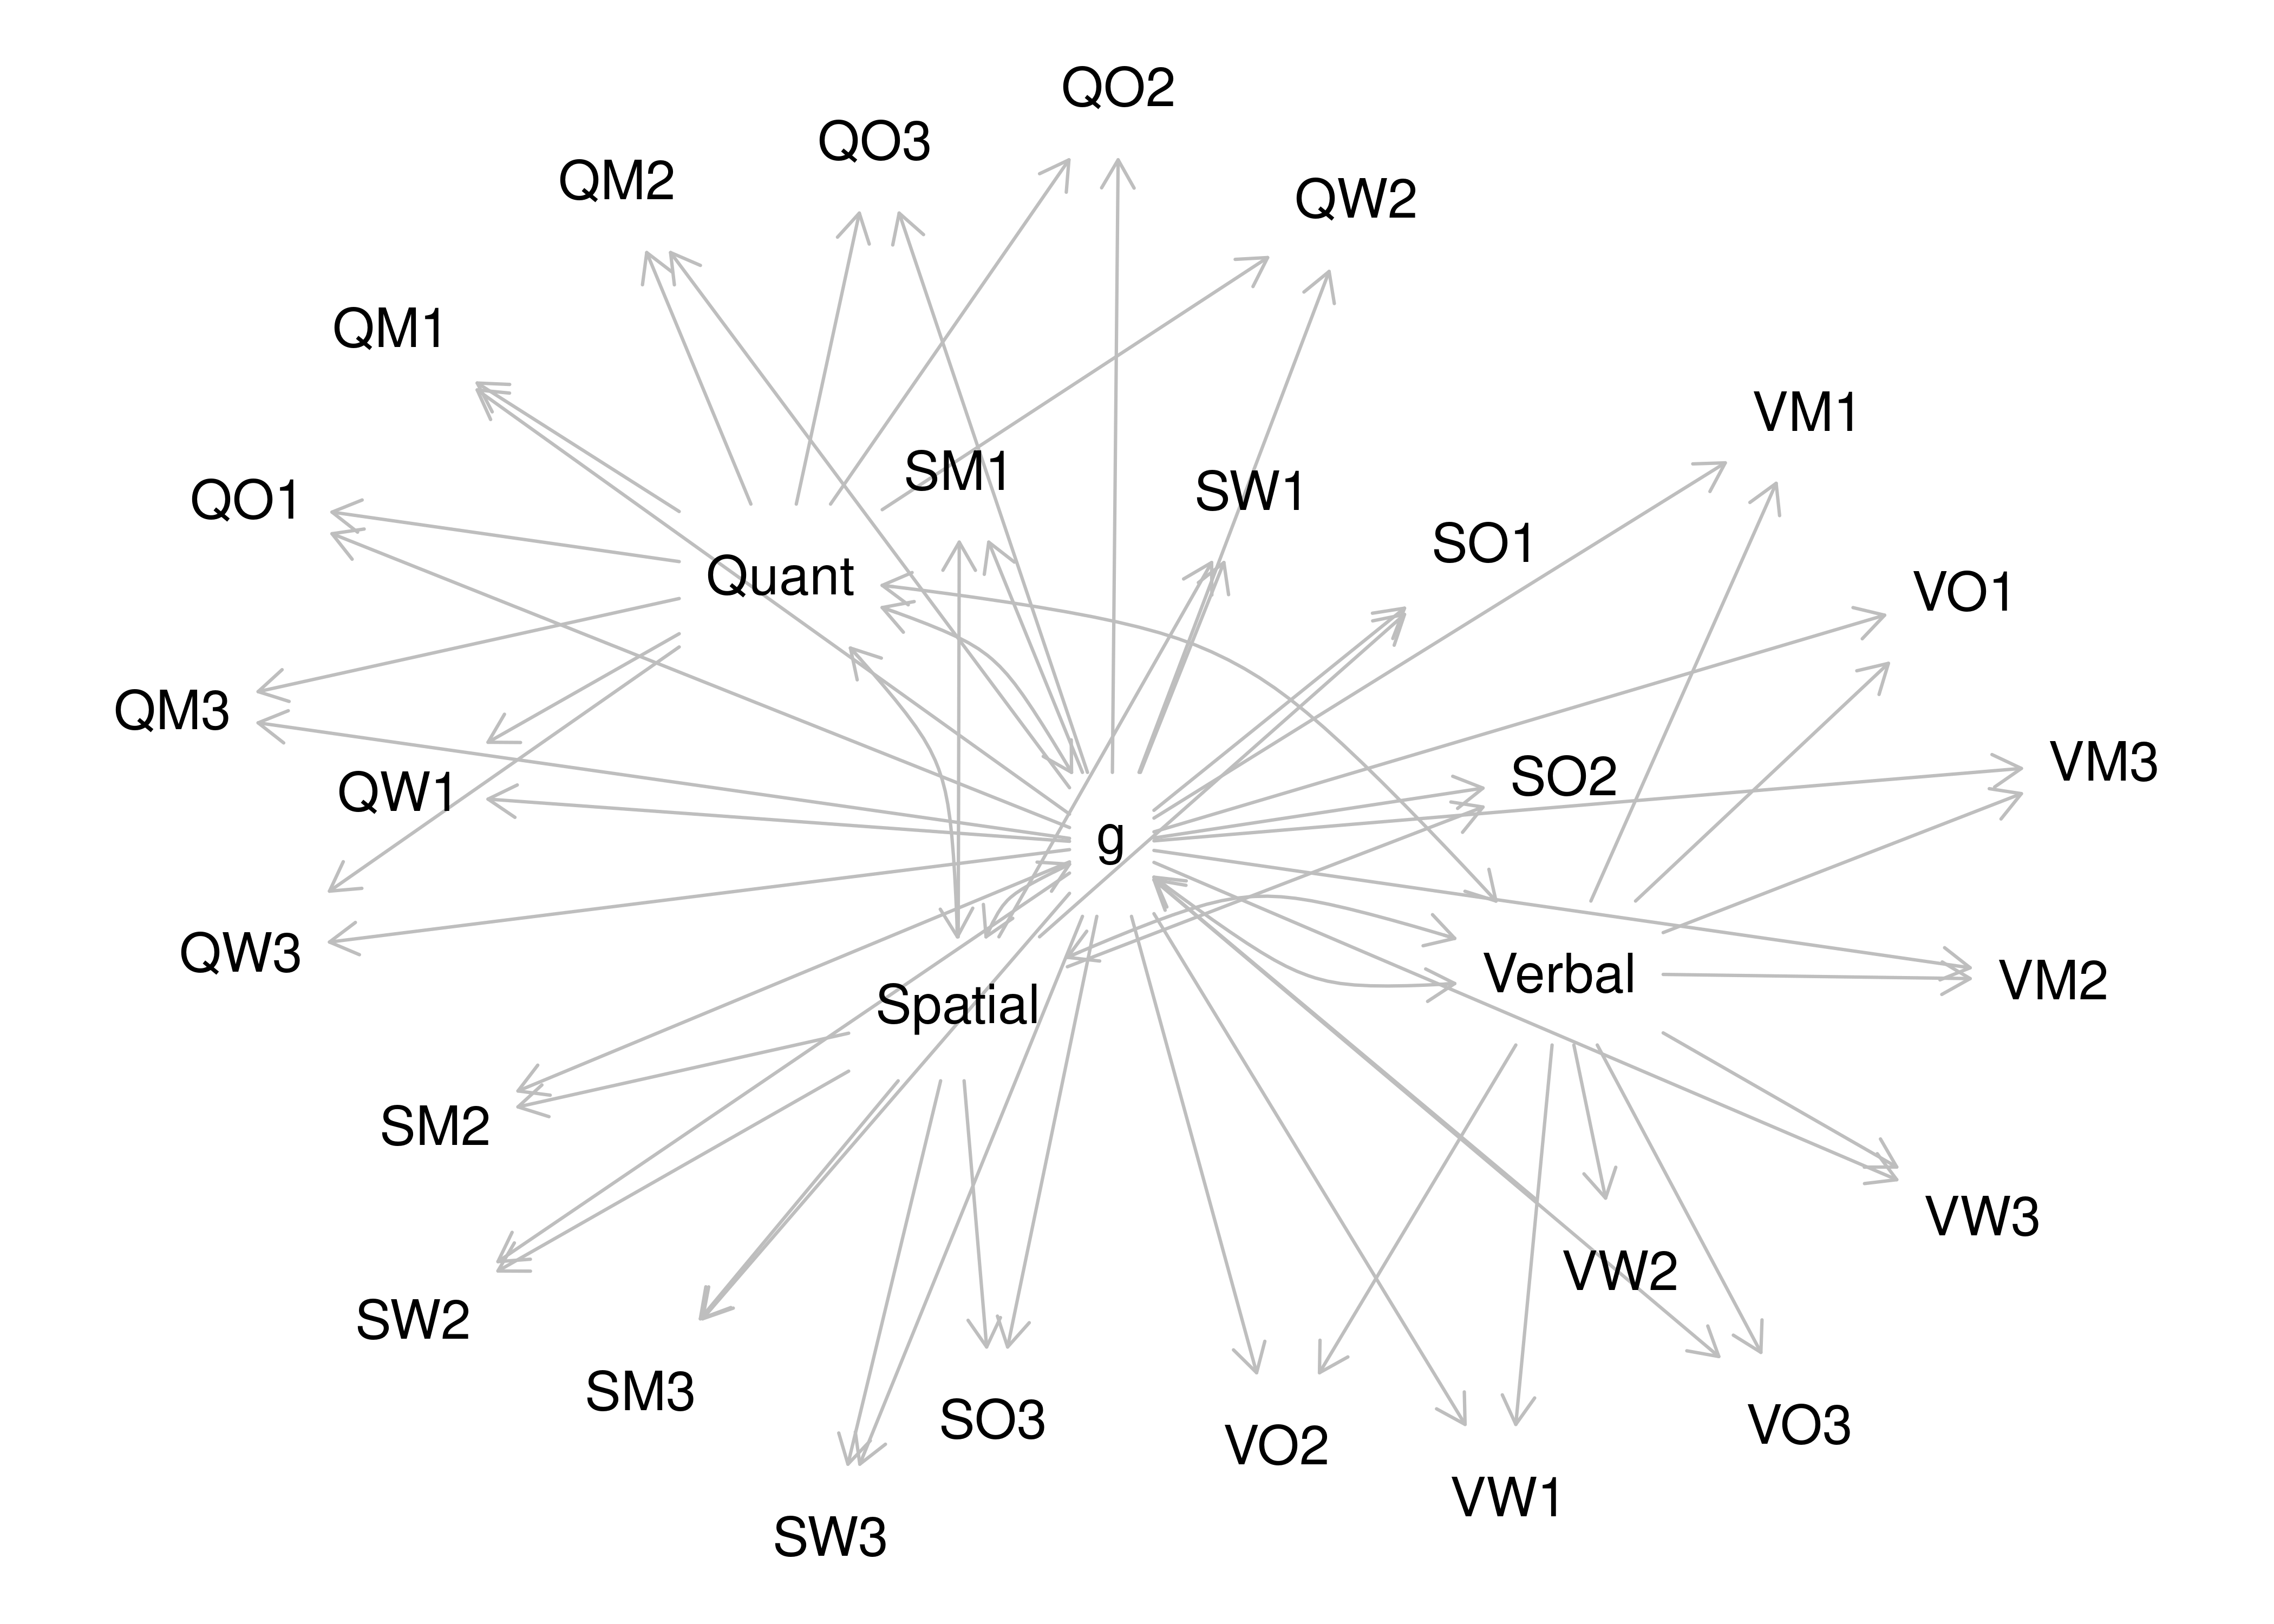 QO2
QO3
QM2
QW2
QM1
VM1
SM1
SW1
QO1
SO1
Quant
VO1
QM3
VM3
SO2
QW1
g
QW3
Verbal
VM2
Spatial
SM2
VW3
VW2
SW2
SM3
SO3
VO3
VO2
VW1
SW3